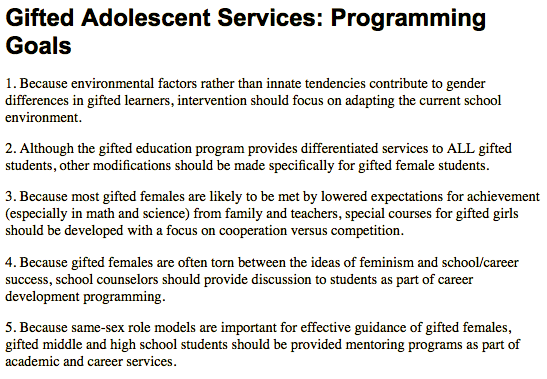 Gifted Adolescent Services: Programming
Goals
1. Because environmental factors rather than innate tendencies contribute to gender
differences in gifted learners, intervention should focus on adapting the current school
environment.
2. Although the gifted education program provides differentiated services to ALL gifted
students, other modifications should be made specifically for gifted female students.
3. Because most gifted females are likely to be met by lowered expectations for achievement
(especially in math and science) from family and teachers, special courses for gifted girls
should be developed with a focus on cooperation versus competition.
4. Because gifted females are often torn between the ideas of feminism and school/career
success, school counselors should provide discussion to students as part of career
development programming.
5. Because same-sex role models are important for effective guidance of gifted females,
gifted middle and high school students should be provided mentoring programs as part of
academic and career services.